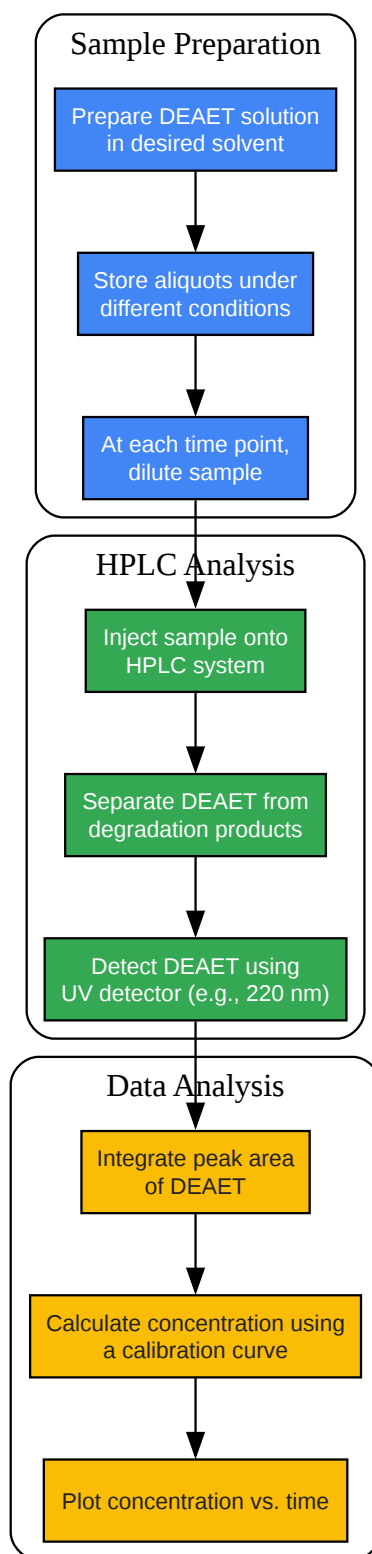 Sample Preparation
Prepare DEAET solution
in desired solvent
Store aliquots under
different conditions
At each time point,
dilute sample
HPLC Analysis
Inject sample onto
HPLC system
Separate DEAET from
degradation products
Detect DEAET using
UV detector (e.g., 220 nm)
Data Analysis
Integrate peak area
of DEAET
Calculate concentration using
a calibration curve
Plot concentration vs. time